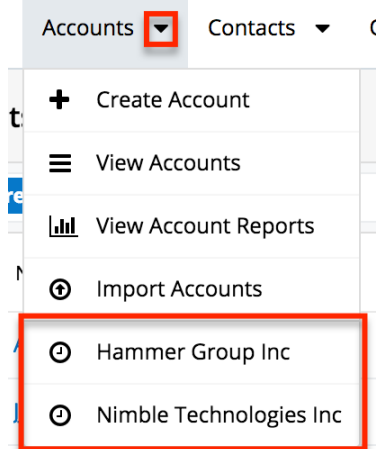 Accounts Contacts
Create Account
View Accounts
View Account Reports
Import Accounts
Hammer Group Inc
Nimble Technologies Inc